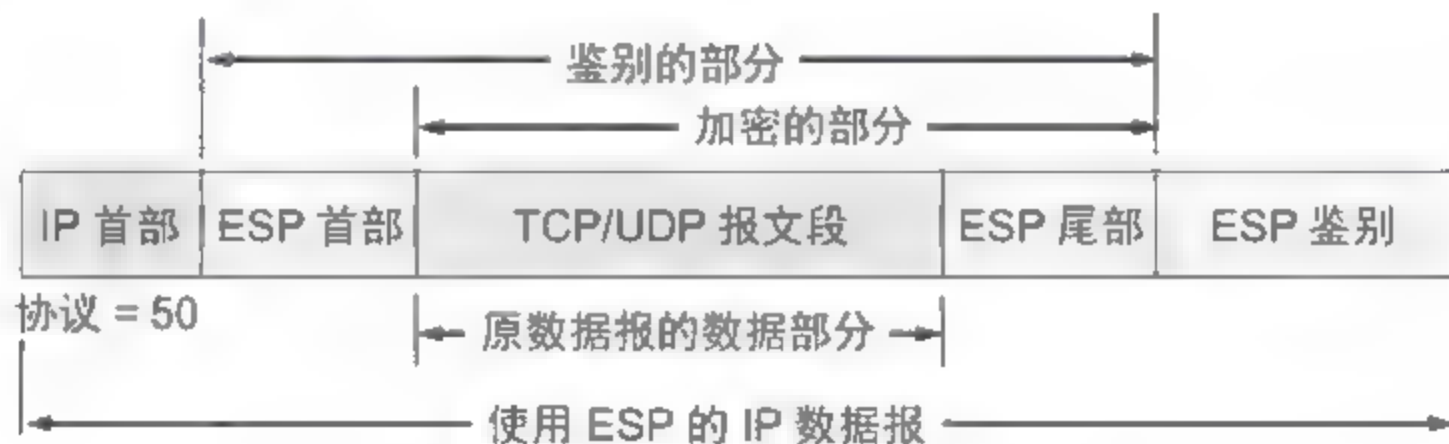 鉴别的部分
加密的部分
IP 首部 ESP 首部 TCP/UDP 报文段 ESP 尾部 ESP 鉴别
协议 = 50
原数据报的数据部分
使用 ESP 的 IP 数据报